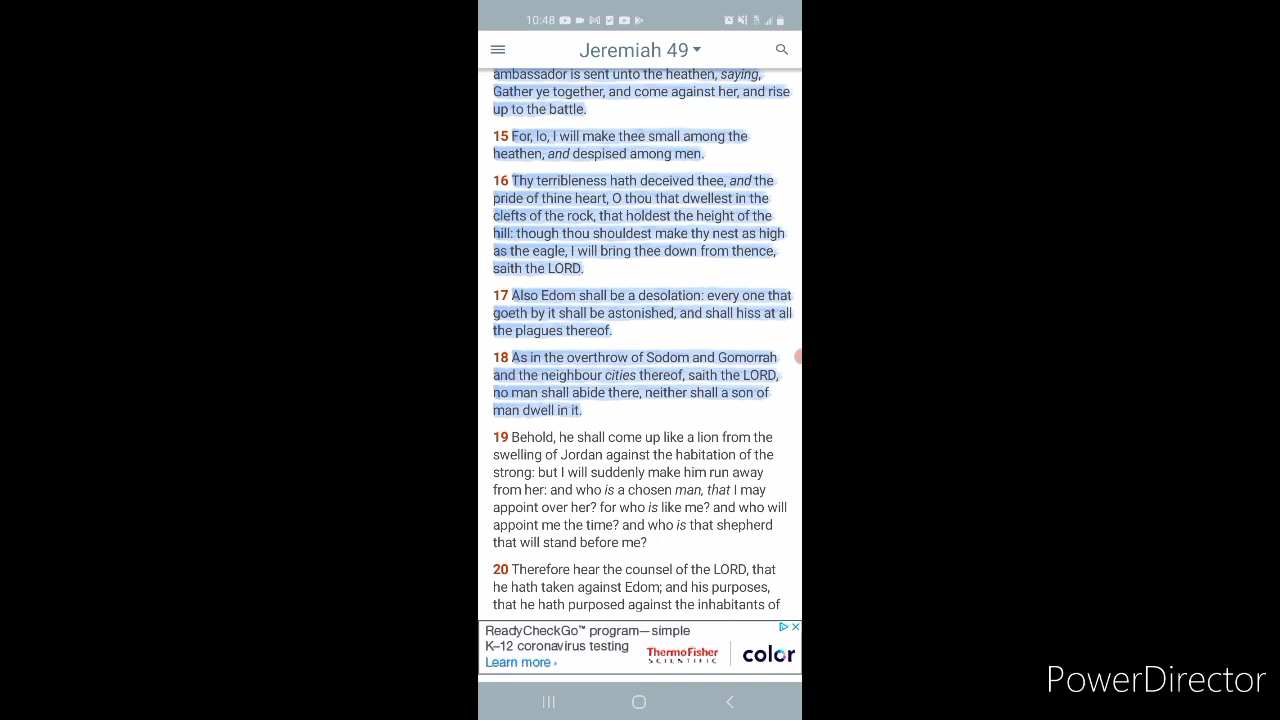 10:48
Jeremiah 49
ambassador is sent unto the heathen, saying,
Gather ye together, and come against her, and rise
up to the battle.
15 For, lo, I will make thee small among the
heathen, and despised among men.
16 Thy terribleness hath deceived thee, and the
pride of thine heart, O thou that dwellest in the
clefts of the rock, that holdest the height of the
hill: though thou shouldest make thy nest as high
as the eagle, I will bring thee down from thence,
saith the LORD.
17 Also Edom shall be a desolation: every one that
goeth by it shall be astonished, and shall hiss at all
the plagues thereof.
18 As in the overthrow of Sodom and Gomorrah
and the neighbour cities thereof, saith the LORD,
no man shall abide there, neither shall a son of
man dwell in it.
19 Behold, he shall come up like a lion from the
swelling of Jordan against the habitation of the
strong: but I will suddenly make him run away
from her: and who is a chosen man, that I may
appoint over her? for who is like me? and who will
appoint me the time? and who is that shepherd
that will stand before me?
20 Therefore hear the counsel of the LORD, that
he hath taken against Edom; and his purposes,
that he hath purposed against the inhabitants of
ReadyCheckGo™ program—simple
K–12 coronavirus testing
Learn more ›
ThermoFisher
SCIENTIFIC
color
PowerDirector